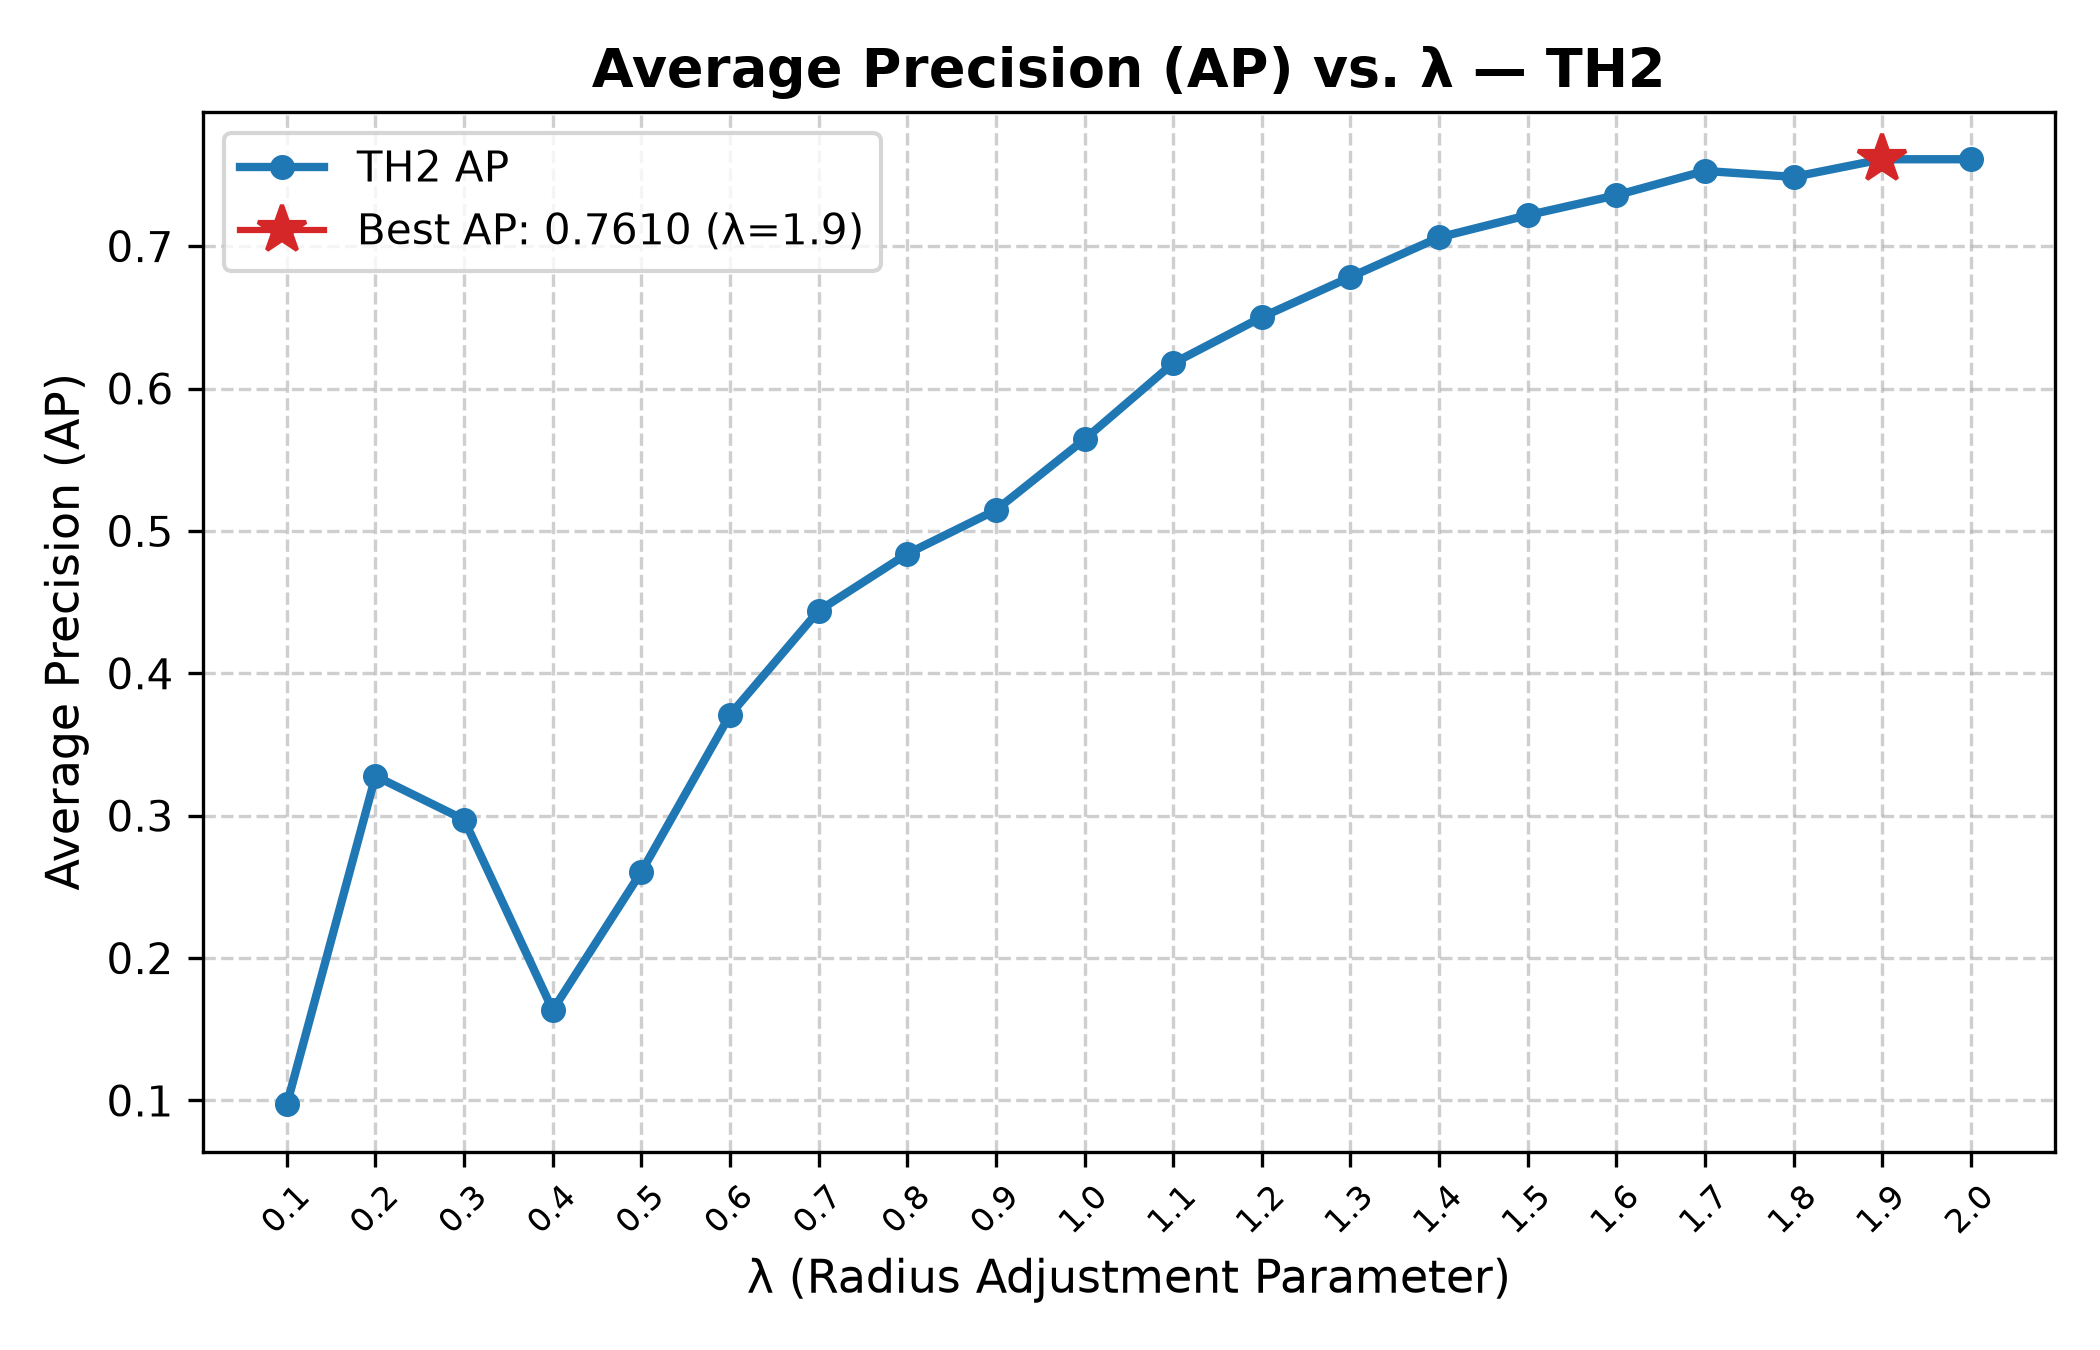 Average Precision (AP) vs. λ — TH2
TH2 AP
Best AP: 0.7610 (λ=1.9)
Average Precision (AP)
0.7
0.6
0.5
0.4
0.3
0.2
0.1
0.1 0.2 0.3 0.4 0.5 0.6 0.7 0.8 0.9 1.0 1.1 1.2 1.3 1.4 1.5 1.6 1.7 1.8 1.9 2.0
λ (Radius Adjustment Parameter)